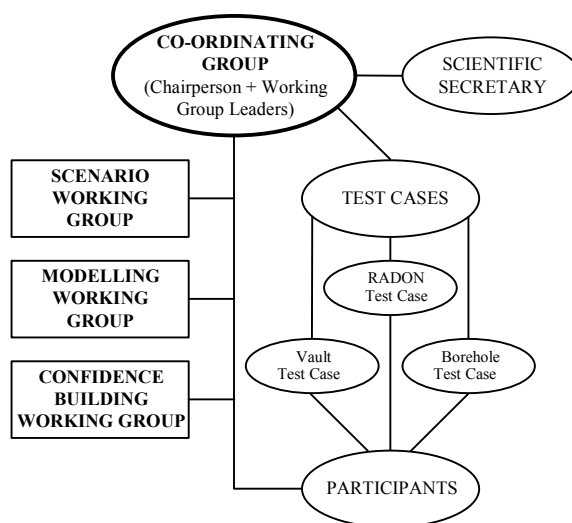 CO-ORDINATING
GROUP
(Chairperson + Working
Group Leaders)
SCIENTIFIC
SECRETARY
SCENARIO
WORKING
GROUP
TEST CASES
MODELLING
WORKING
GROUP
RADON
Test Case
Vault
Test Case
Borehole
Test Case
CONFIDENCE
BUILDING
WORKING GROUP
PARTICIPANTS